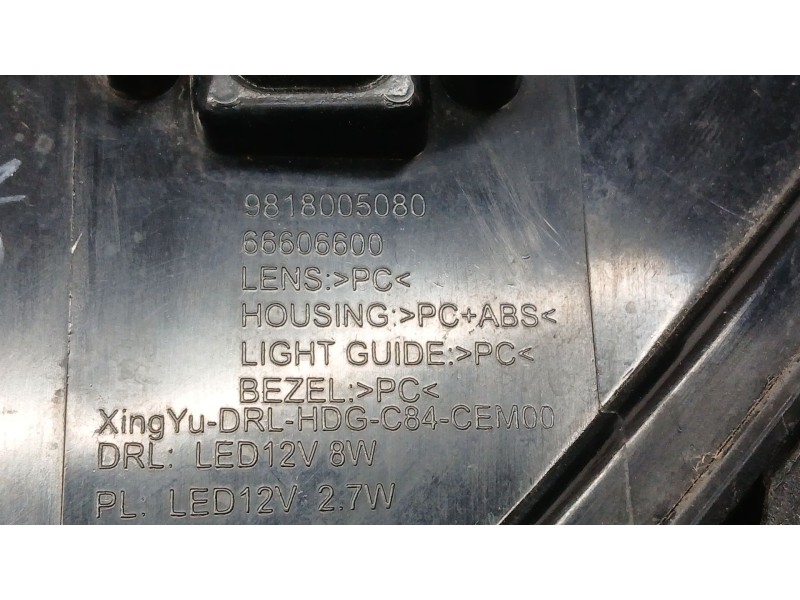 9818005080
66606600
LENS:>PC<
HOUSING:>PC+ABS<
LIGHT GUIDE:>PC<
BEZEL:>PC<
XingYu-DRL-HDG-C84-CEM00
DRL: LED12V 8W
PL. LED12V 2.7W